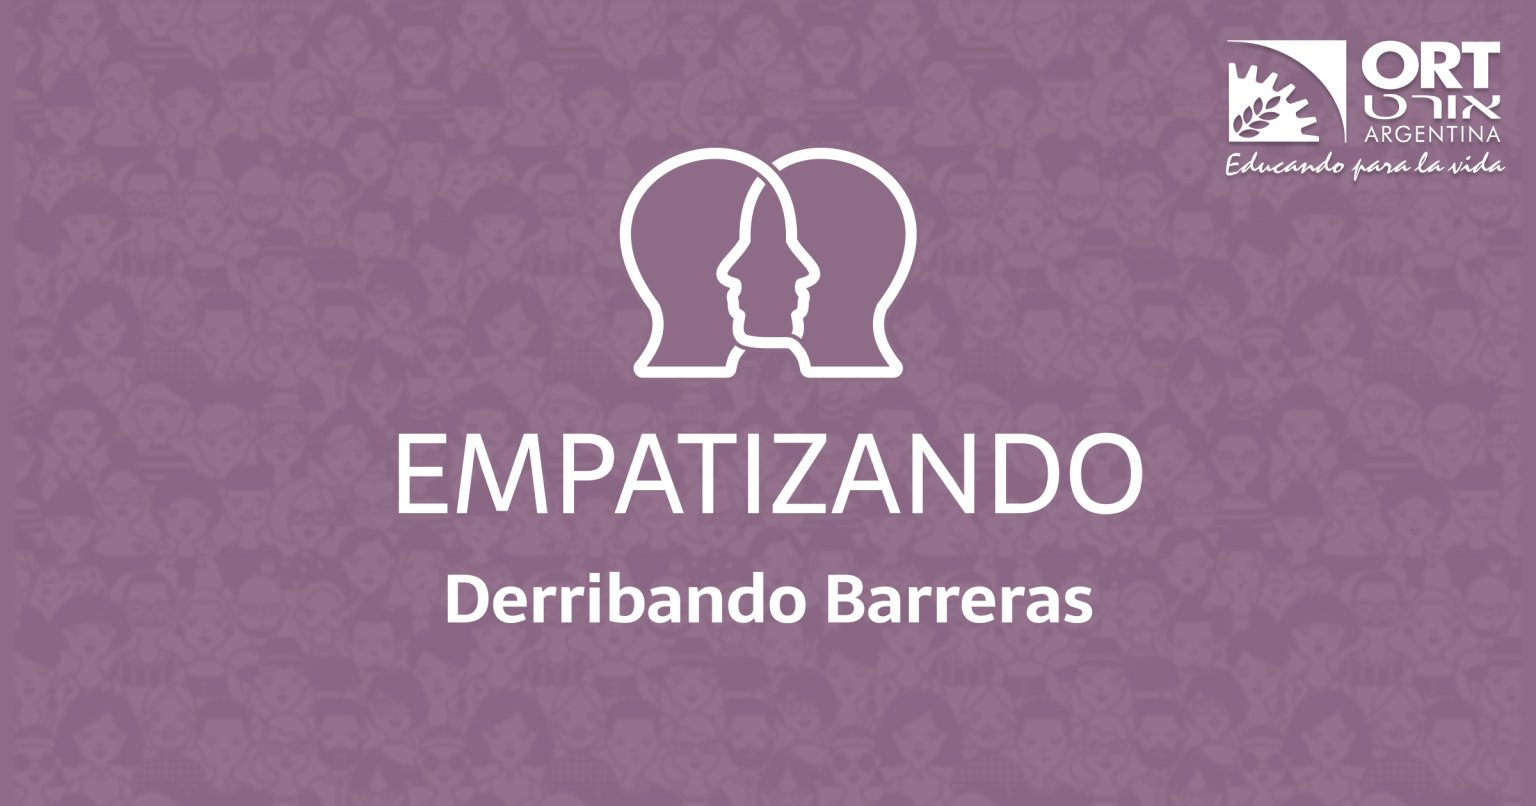 ORT
אורט
ARGENTINA
Educando para la vida
EMPATIZANDO
Derribando Barreras